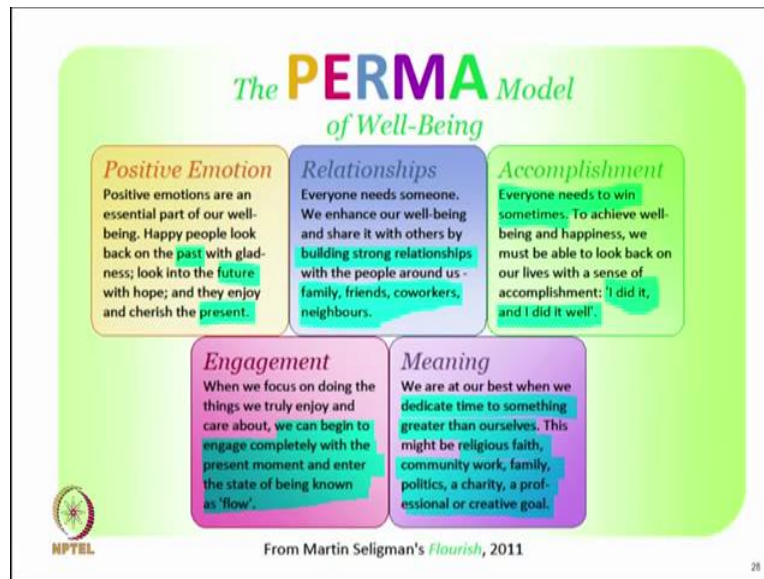 The PERMA Model
of Well-Being
Positive Emotion
Positive emotions are an
essential part of our well-
being. Happy people look
back on the past with glad-
ness; look into the future
with hope; and they enjoy
and cherish the present.
Relationships
Everyone needs someone.
We enhance our well-being
and share it with others by
building strong relationships
with the people around us -
family, friends, coworkers,
neighbours.
Accomplishment
Everyone needs to win
sometimes. To achieve well-
being and happiness, we
must be able to look back on
our lives with a sense of
accomplishment: 'I did it,
and I did it well'.
Engagement
When we focus on doing the
things we truly enjoy and
care about, we can begin to
engage completely with the
present moment and enter
the state of being known
as 'flow'.
Meaning
We are at our best when we
dedicate time to something
greater than ourselves. This
might be religious faith,
community work, family,
politics, a charity, a prof-
essional or creative goal.
NPTEL
From Martin Seligman's Flourish, 2011
28